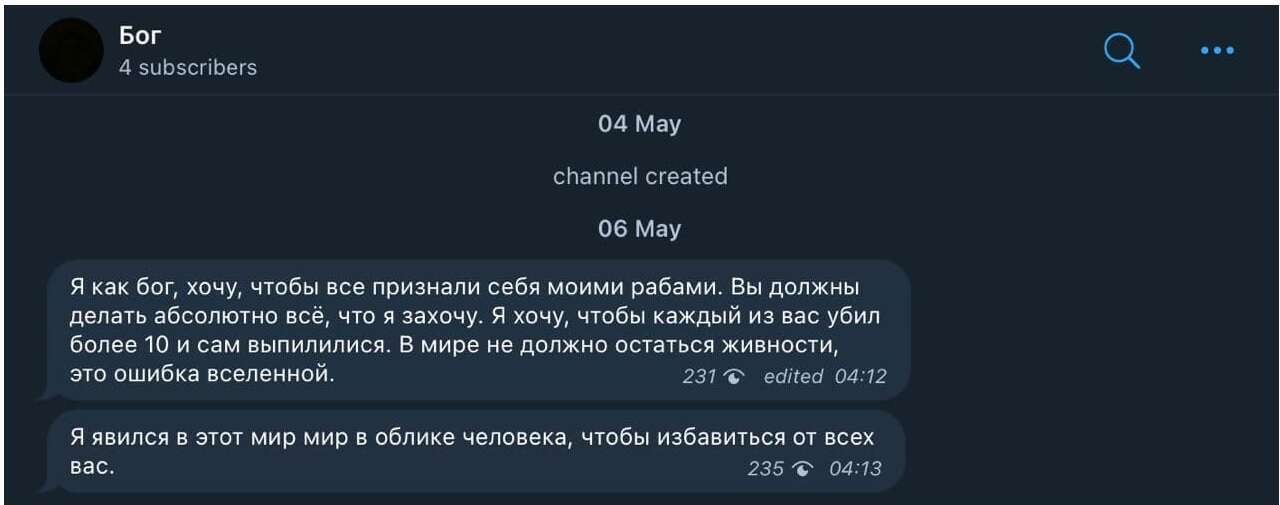 Бог
4 subscribers
04 May
channel created
06 May
Я как бог, хочу, чтобы все признали себя моими рабами. Вы должны
делать абсолютно всё, что я захочу. Я хочу, чтобы каждый из вас убил
более 10 и сам выпилилися. В мире не должно остаться живности,
это ошибка вселенной.
231 edited 04:12
Я явился в этот мир мир в облике человека, чтобы избавиться от всех
вас.
235 04:13